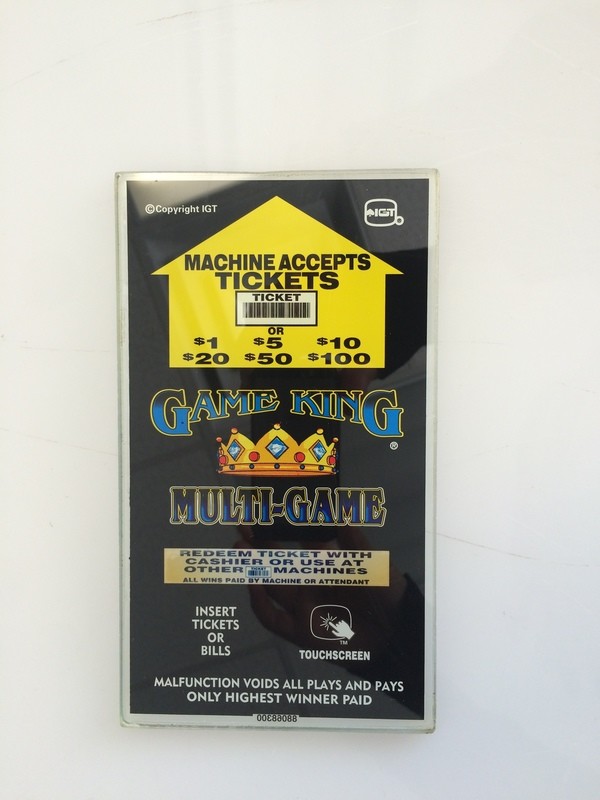 ©Copyright IGT
IGT
MACHINE ACCEPTS
TICKETS
TICKET
OR
$1 $5 $10
$20 $50 $100
GAME KING
®
MULTI-GAME
REDEEM TICKET WITH
CASHIER OR USE AT
OTHER TICKET MACHINES
ALL WINS PAID BY MACHINE OR ATTENDANT
INSERT
TICKETS
OR
BILLS
TM
TOUCHSCREEN
MALFUNCTION VOIDS ALL PLAYS AND PAYS
ONLY HIGHEST WINNER PAID